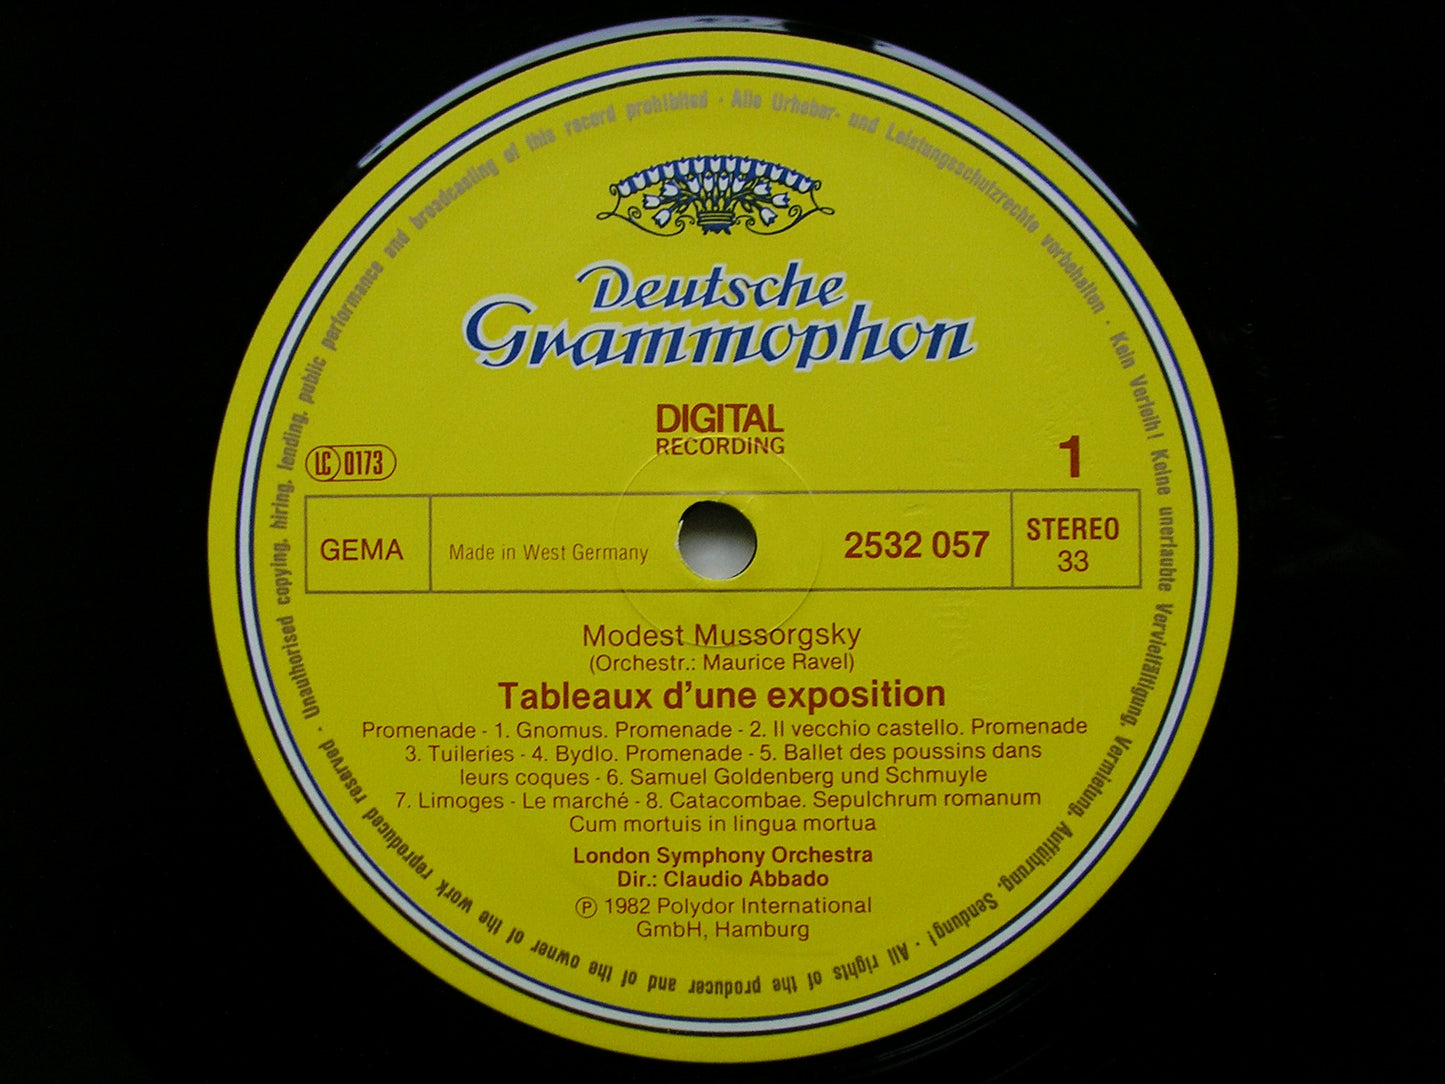 Unauthorised copying, hiring, lending, public performance and broadcasting of this record prohibited · Alle Urheber- und Leistungsschutzrechte vorbehalten · Kein Verleih! Keine unerlaubte Vervielfältigung, Vermietung, Aufführung, Sendung! · All rights of the producer and of the owner of the work reproduced reserved ·
Deutsche
Grammophon
DIGITAL
RECORDING
LC 0173
1
GEMA
Made in West Germany
2532 057
STEREO
33
Modest Mussorgsky
(Orchestr.: Maurice Ravel)
Tableaux d'une exposition
Promenade - 1. Gnomus. Promenade - 2. Il vecchio castello. Promenade
3. Tuileries - 4. Bydlo. Promenade - 5. Ballet des poussins dans
leurs coques - 6. Samuel Goldenberg und Schmuyle
7. Limoges - Le marché - 8. Catacombae. Sepulchrum romanum
Cum mortuis in lingua mortua
London Symphony Orchestra
Dir.: Claudio Abbado
℗ 1982 Polydor International
GmbH, Hamburg